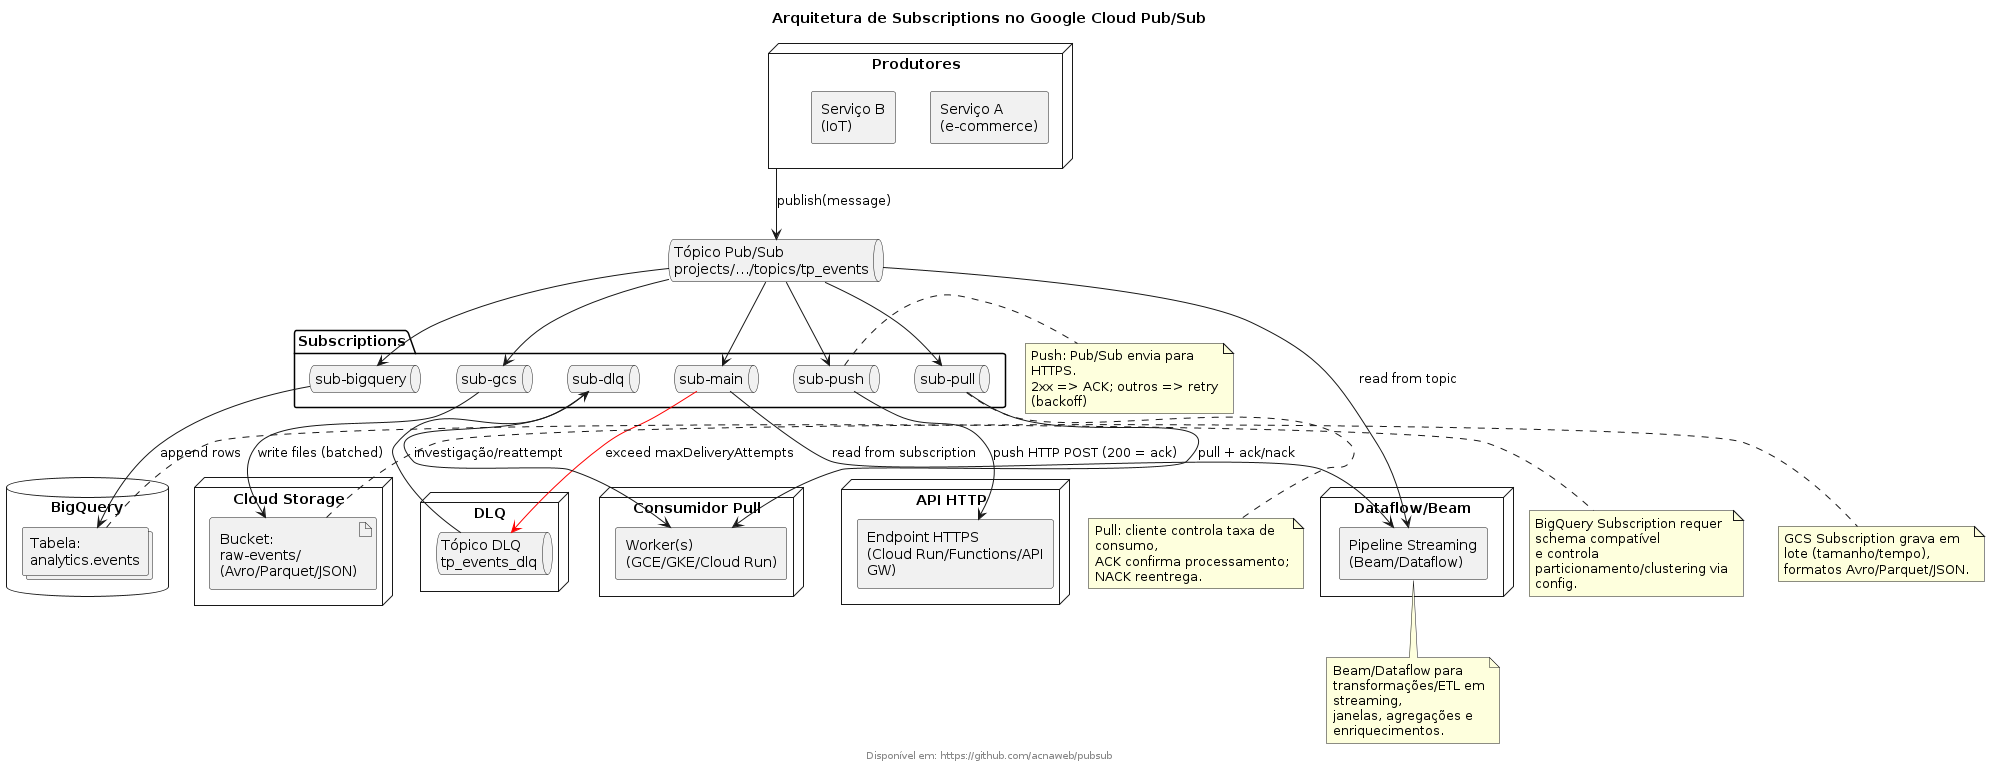 Arquitetura de Subscriptions no Google Cloud Pub/Sub
Produtores
Serviço B
(IoT)
Serviço A
(e-commerce)
publish(message)
Tópico Pub/Sub
projects/.../topics/tp_events
Subscriptions
sub-bigquery
sub-gcs
sub-dlq
sub-main
sub-push
sub-pull
Push: Pub/Sub envia para
HTTPS.
2xx => ACK; outros => retry
(backoff)
read from topic
append rows
write files (batched)
investigação/reattempt
exceed maxDeliveryAttempts
read from subscription
push HTTP POST (200 = ack)
pull + ack/nack
BigQuery
Tabela:
analytics.events
Cloud Storage
Bucket:
raw-events/
(Avro/Parquet/JSON)
DLQ
Tópico DLQ
tp_events_dlq
Consumidor Pull
Worker(s)
(GCE/GKE/Cloud Run)
API HTTP
Endpoint HTTPS
(Cloud Run/Functions/API
GW)
Pull: cliente controla taxa de
consumo,
ACK confirma processamento;
NACK reentrega.
Dataflow/Beam
Pipeline Streaming
(Beam/Dataflow)
BigQuery Subscription requer
schema compatível
e controla
particionamento/clustering via
config.
GCS Subscription grava em
lote (tamanho/tempo),
formatos Avro/Parquet/JSON.
Beam/Dataflow para
transformações/ETL em
streaming,
janelas, agregações e
enriquecimentos.
Disponível em: https://github.com/acnaweb/pubsub